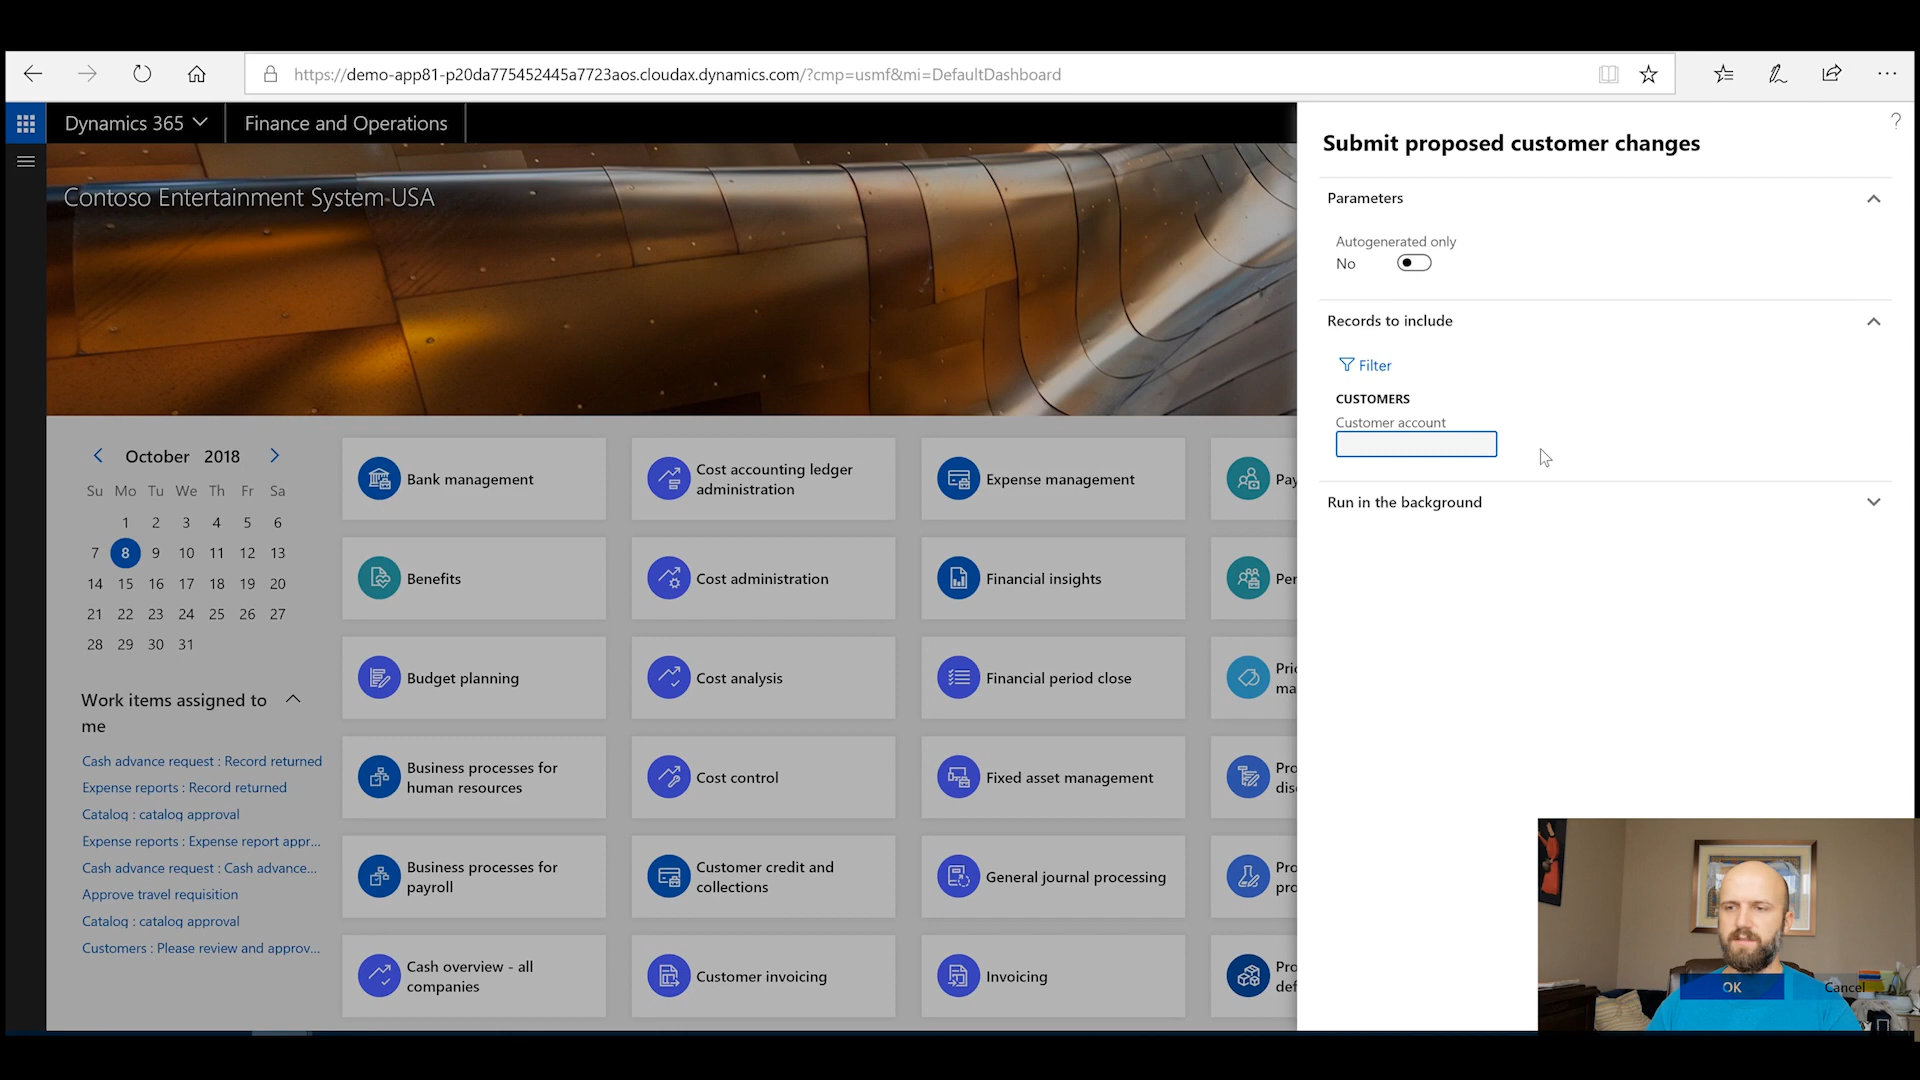 https://demo-app81-p20da775452445a7723aos.cloudax.dynamics.com/?cmp=usmf&mi=DefaultDashboard
Dynamics 365
Finance and Operations
Contoso Entertainment System USA
October 2018
Su Mo Tu We Th Fr Sa
1 2 3 4 5 6
7 8 9 10 11 12 13
14 15 16 17 18 19 20
21 22 23 24 25 26 27
28 29 30 31
Work items assigned to
me
Cash advance request : Record returned
Expense reports : Record returned
Catalog : catalog approval
Expense reports : Expense report appr...
Cash advance request : Cash advance...
Approve travel requisition
Catalog : catalog approval
Customers : Please review and approv...
Bank management
Cost accounting ledger
administration
Expense management
Pay
Benefits
Cost administration
Financial insights
Per
Budget planning
Cost analysis
Financial period close
Pric
ma
Business processes for
human resources
Cost control
Fixed asset management
Pro
dis
Business processes for
payroll
Customer credit and
collections
General journal processing
Pro
pro
Cash overview - all
companies
Customer invoicing
Invoicing
Pro
def
?
Submit proposed customer changes
Parameters
Autogenerated only
No
Records to include
Filter
CUSTOMERS
Customer account
Run in the background
OK
Cancel